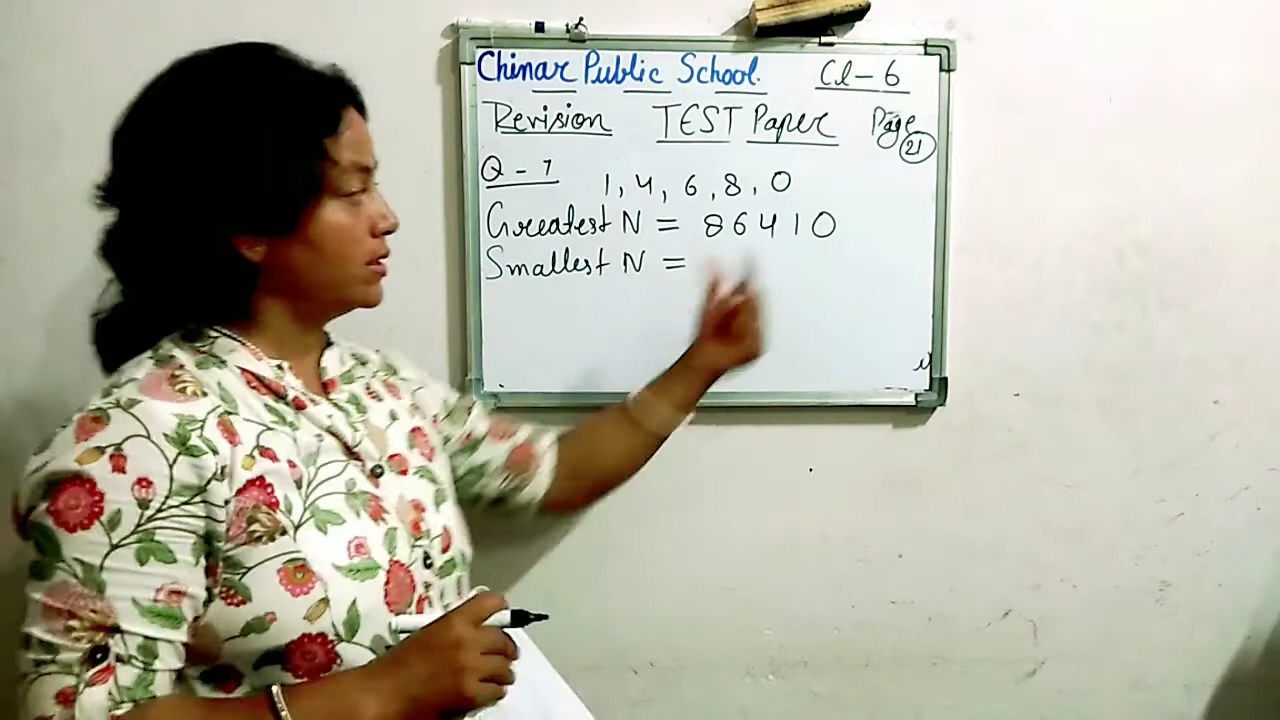 Chinar Public School. Cl - 6
Revision TEST Paper Page 21
Q - 7 1, 4, 6, 8, 0
Greatest N = 86410
Smallest N =